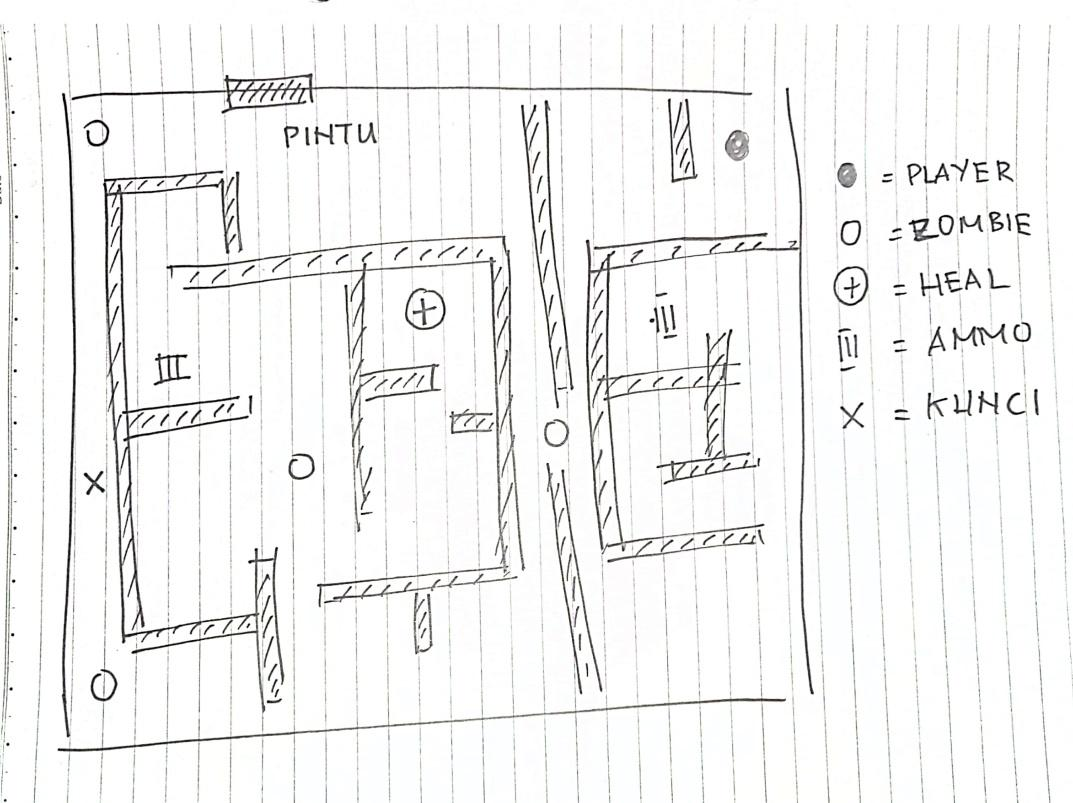 PINTU
= PLAYER
= ZOMBIE
= HEAL
= AMMO
X = KUNCI
X